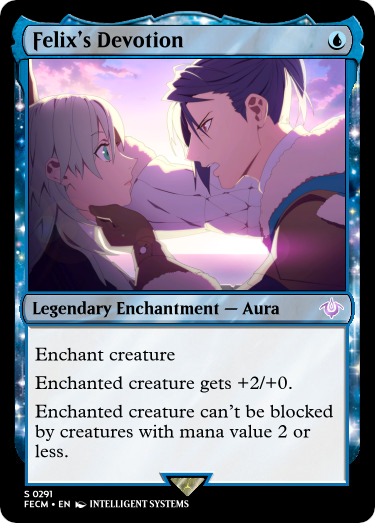 Felix's Devotion
Legendary Enchantment — Aura
Enchant creature
Enchanted creature gets +2/+0.
Enchanted creature can't be blocked
by creatures with mana value 2 or
less.
S 0291
FECM • EN INTELLIGENT SYSTEMS